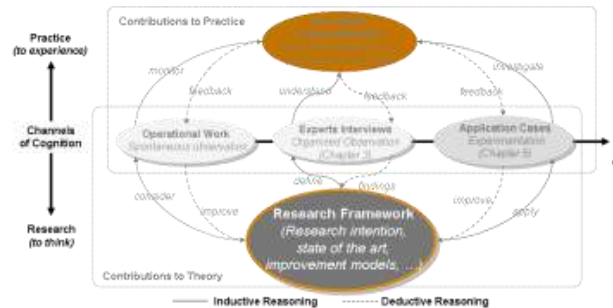 Contributions to Practice
Practice
(to experience)
monitor
feedback
understand
feedback
investigate
feedback
Channels
of Cognition
Operational Work
Spontaneous observation
Experts Interviews
Organized Observation
(Chapter 3)
Application Cases
Experimentation
(Chapter 5)
consider
improve
define
findings
improve
apply
Research
(to think)
Research Framework
(Research intention,
state of the art,
improvement models, ...)
Contributions to Theory
Inductive Reasoning
Deductive Reasoning